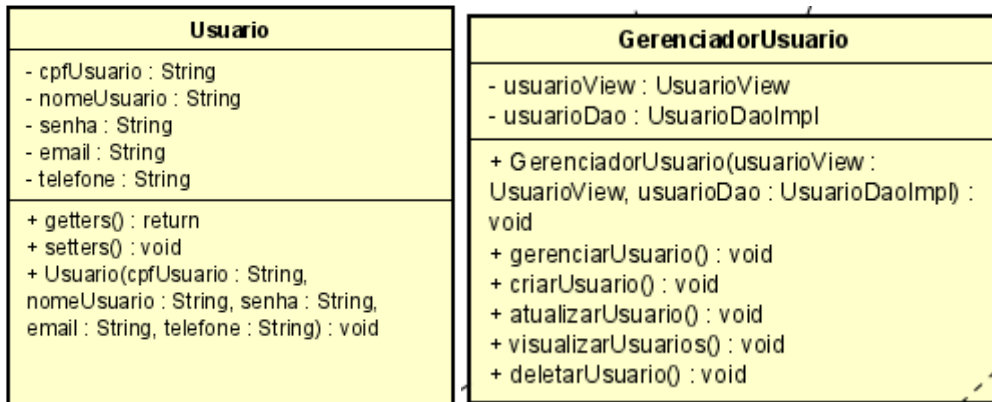 Usuario
- cpfUsuario : String
- nomeUsuario : String
- senha : String
- email : String
- telefone : String
+ getters() : return
+ setters() : void
+ Usuario(cpfUsuario : String,
nomeUsuario : String, senha : String,
email : String, telefone : String) : void
GerenciadorUsuario
- usuarioView : UsuarioView
- usuarioDao : UsuarioDaoImpl
+ GerenciadorUsuario(usuarioView :
UsuarioView, usuarioDao : UsuarioDaoImpl) :
void
+ gerenciarUsuario() : void
+ criarUsuario() : void
+ atualizarUsuario() : void
+ visualizarUsuarios() : void
+ deletarUsuario() : void